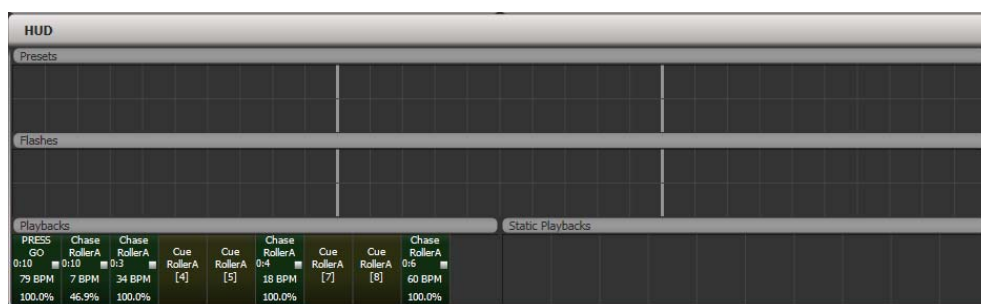 HUD
Presets
Flashes
Playbacks
Static Playbacks
PRESS GO
0:10
79 BPM
100.0%
Chase RollerA
0:10
7 BPM
46.9%
Chase RollerA
0:3
34 BPM
100.0%
Cue RollerA
[4]
Cue RollerA
[5]
Chase RollerA
0:4
18 BPM
100.0%
Cue RollerA
[7]
Cue RollerA
[8]
Chase RollerA
0:6
60 BPM
100.0%